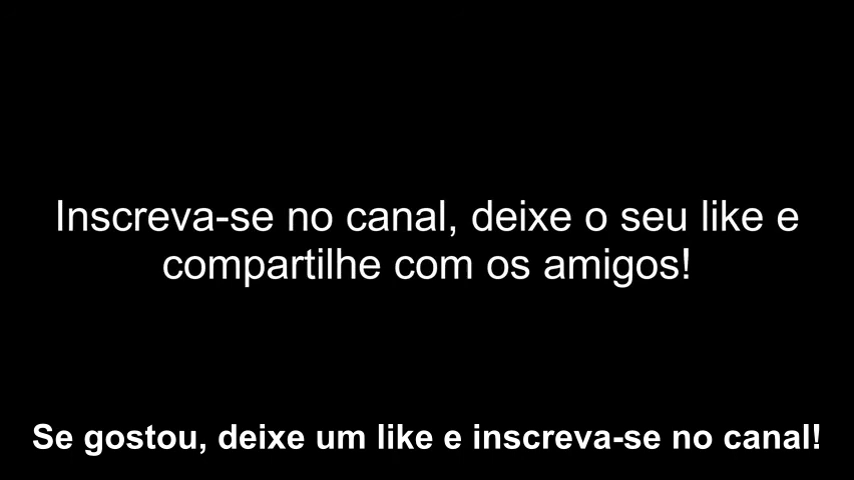 Inscreva-se no canal, deixe o seu like e
compartilhe com os amigos!
Se gostou, deixe um like e inscreva-se no canal!